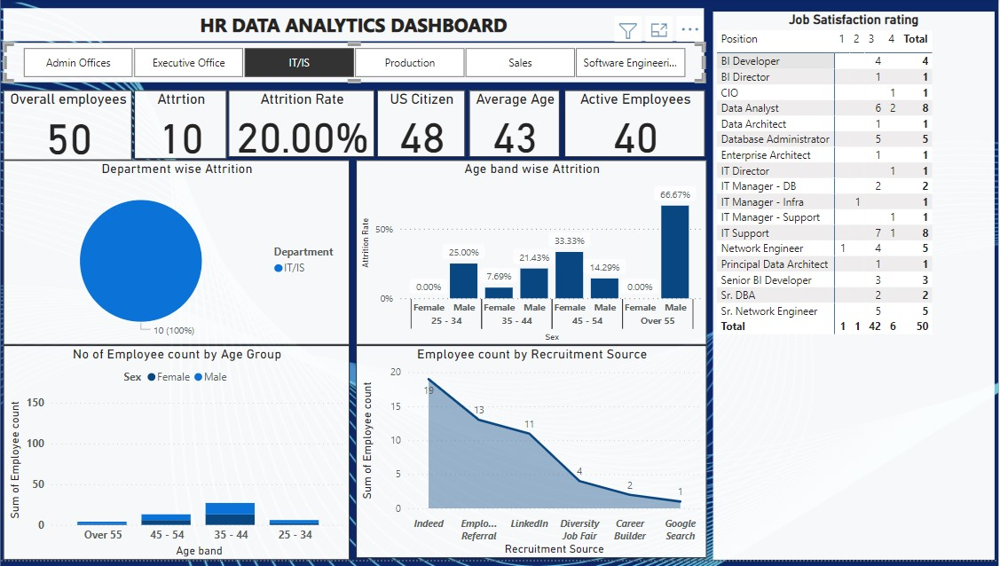 HR DATA ANALYTICS DASHBOARD
Admin Offices
Executive Office
IT/IS
Production
Sales
Software Engineeri...
Overall employees
50
Attrtion
10
Attrition Rate
20.00%
US Citizen
48
Average Age
43
Active Employees
40
Department wise Attrition
Department
IT/IS
10 (100%)
Age band wise Attrition
Attrition Rate
50%
0%
0.00%
25.00%
7.69%
21.43%
33.33%
14.29%
0.00%
66.67%
Female Male Female Male Female Male Female Male
25 - 34 35 - 44 45 - 54 Over 55
Sex
No of Employee count by Age Group
Sex Female Male
Sum of Employee count
150
100
50
0
Over 55 45 - 54 35 - 44 25 - 34
Age band
Employee count by Recruitment Source
Sum of Employee count
20
15
10
5
0
19
13
11
4
2
1
Indeed
Emplo... Referral
LinkedIn
Diversity Job Fair
Career Builder
Google Search
Recruitment Source
Job Satisfaction rating
Position 1 2 3 4 Total
BI Developer 4 4
BI Director 1 1
CIO 1 1
Data Analyst 6 2 8
Data Architect 1 1
Database Administrator 5 5
Enterprise Architect 1 1
IT Director 1 1
IT Manager - DB 2 2
IT Manager - Infra 1 1
IT Manager - Support 1 1
IT Support 7 1 8
Network Engineer 1 4 5
Principal Data Architect 1 1
Senior BI Developer 3 3
Sr. DBA 2 2
Sr. Network Engineer 5 5
Total 1 1 42 6 50